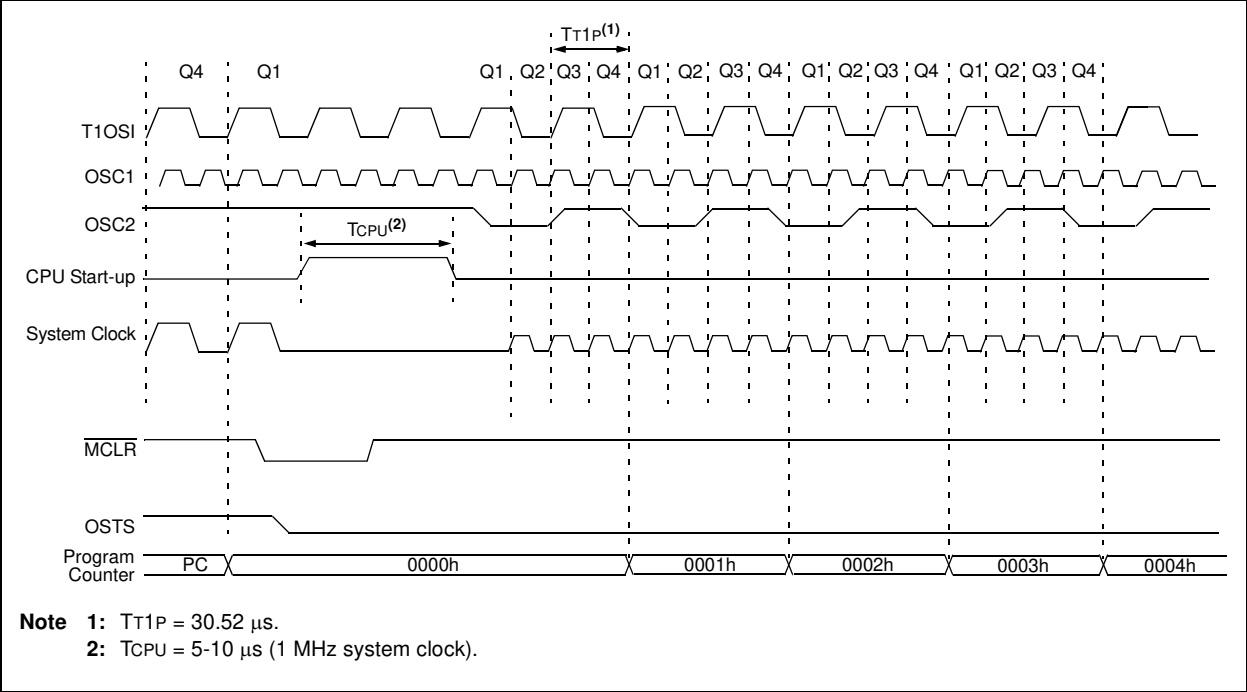 TT1P(1)
Q4 Q1 Q1 Q2 Q3 Q4 Q1 Q2 Q3 Q4 Q1 Q2 Q3 Q4 Q1 Q2 Q3 Q4
T1OSI
OSC1
OSC2
TCPU(2)
CPU Start-up
System Clock
MCLR
OSTS
Program
Counter
PC 0000h 0001h 0002h 0003h 0004h
Note 1: TT1P = 30.52 μs.
2: TCPU = 5-10 μs (1 MHz system clock).